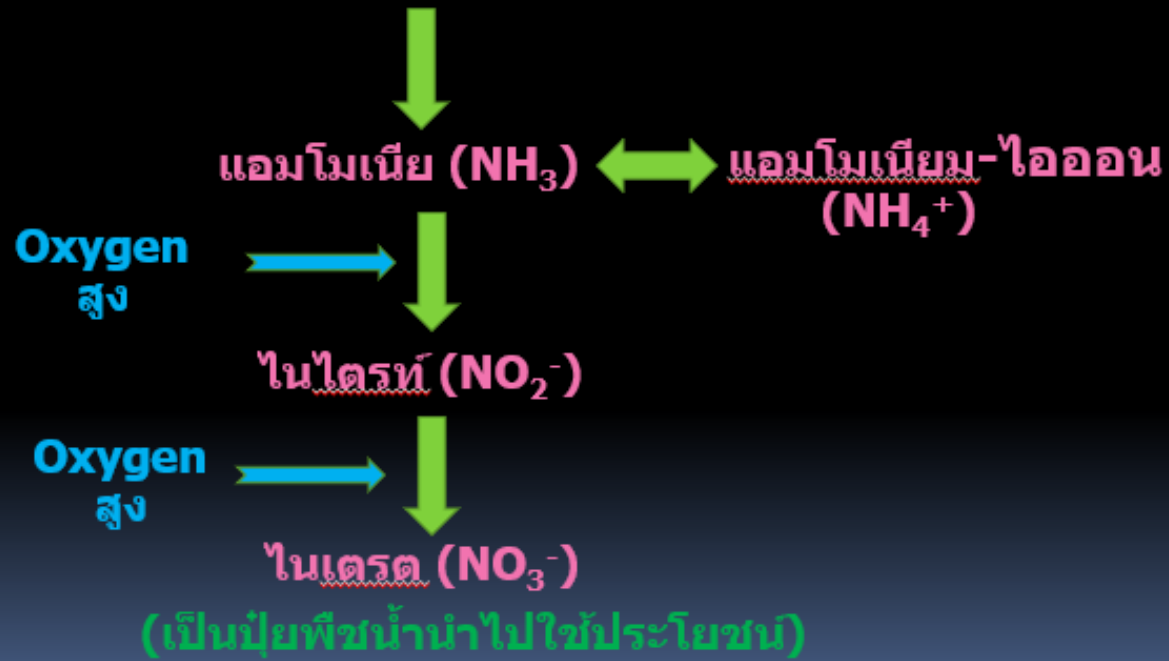 แอมโมเนีย (NH₃) แอมโมเนียม-ไอออน
(NH₄⁺)
Oxygen
สูง
ไนไตรท์ (NO₂⁻)
Oxygen
สูง
ไนเตรต (NO₃⁻)
(เป็นปุ๋ยพืชน้ำนำไปใช้ประโยชน์)